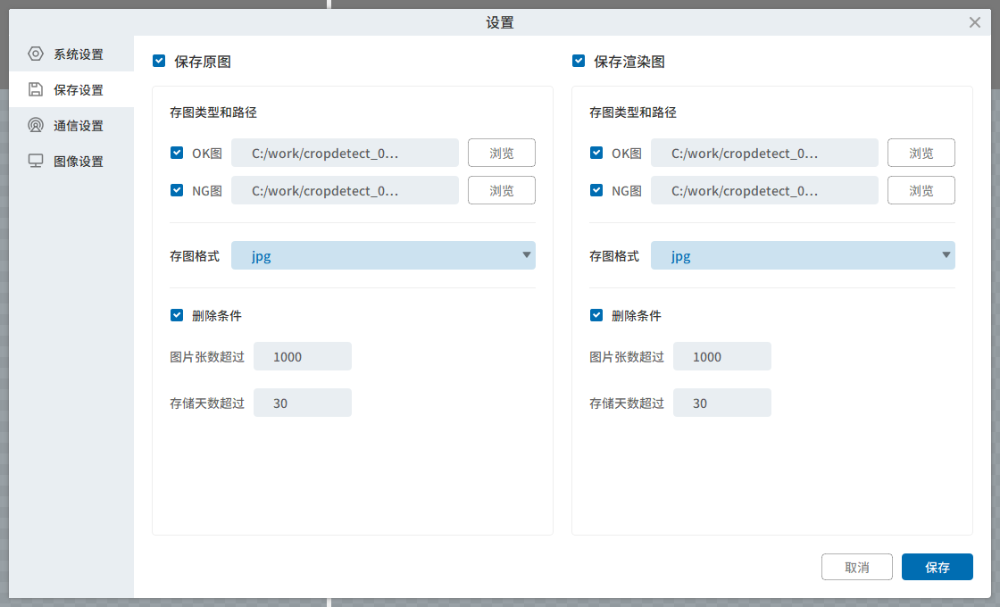 设置
系统设置
保存设置
通信设置
图像设置
保存原图
存图类型和路径
OK图 C:/work/cropdetect_0... 浏览
NG图 C:/work/cropdetect_0... 浏览
存图格式 jpg
删除条件
图片张数超过 1000
存储天数超过 30
保存渲染图
存图类型和路径
OK图 C:/work/cropdetect_0... 浏览
NG图 C:/work/cropdetect_0... 浏览
存图格式 jpg
删除条件
图片张数超过 1000
存储天数超过 30
取消 保存